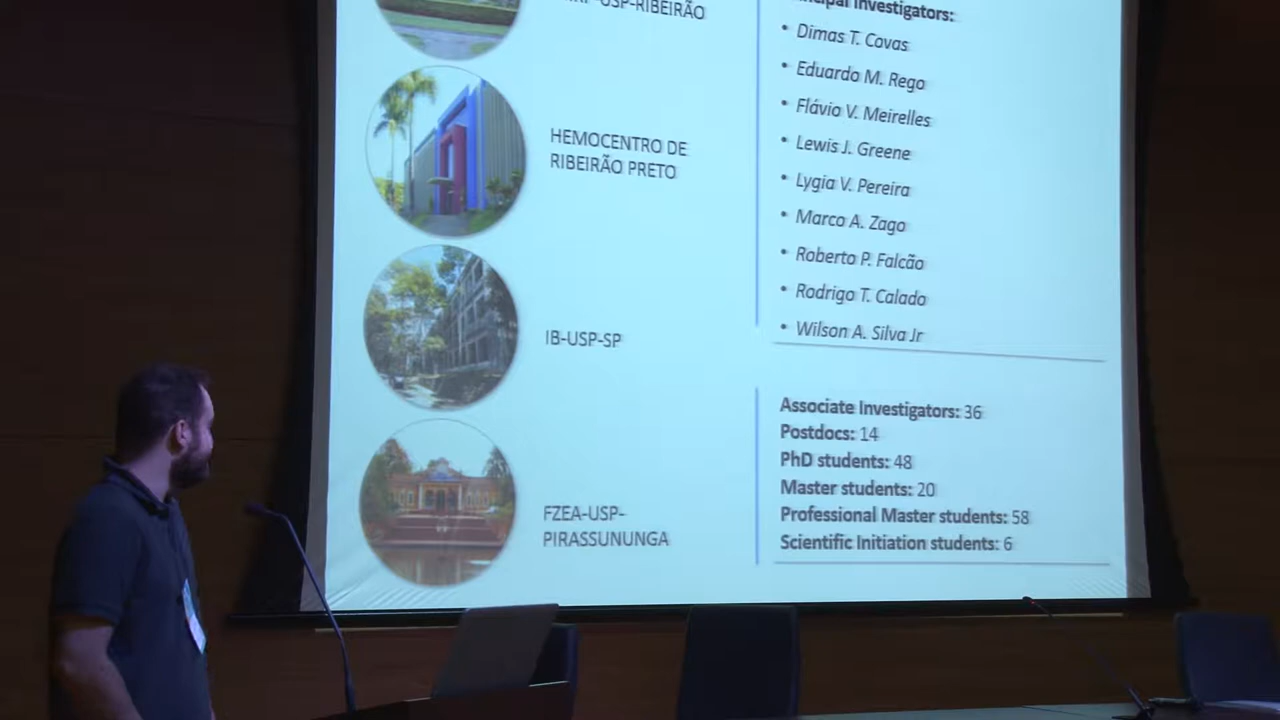 USP-RIBEIRÃO
HEMOCENTRO DE
RIBEIRÃO PRETO
IB-USP-SP
FZEA-USP-
PIRASSUNUNGA
Investigators:
• Dimas T. Covas
• Eduardo M. Rego
• Flávio V. Meirelles
• Lewis J. Greene
• Lygia V. Pereira
• Marco A. Zago
• Roberto P. Falcão
• Rodrigo T. Calado
• Wilson A. Silva Jr
Associate Investigators: 36
Postdocs: 14
PhD students: 48
Master students: 20
Professional Master students: 58
Scientific Initiation students: 6